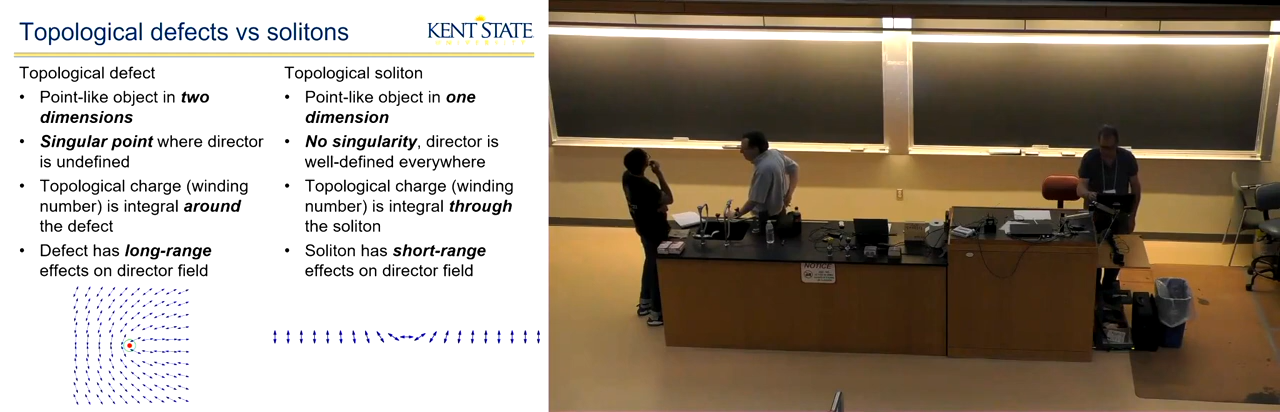 Topological defects vs solitons
KENT STATE
UNIVERSITY
Topological defect
• Point-like object in two
dimensions
• Singular point where director
is undefined
• Topological charge (winding
number) is integral around
the defect
• Defect has long-range
effects on director field
Topological soliton
• Point-like object in one
dimension
• No singularity, director is
well-defined everywhere
• Topological charge (winding
number) is integral through
the soliton
• Soliton has short-range
effects on director field
NOTICE